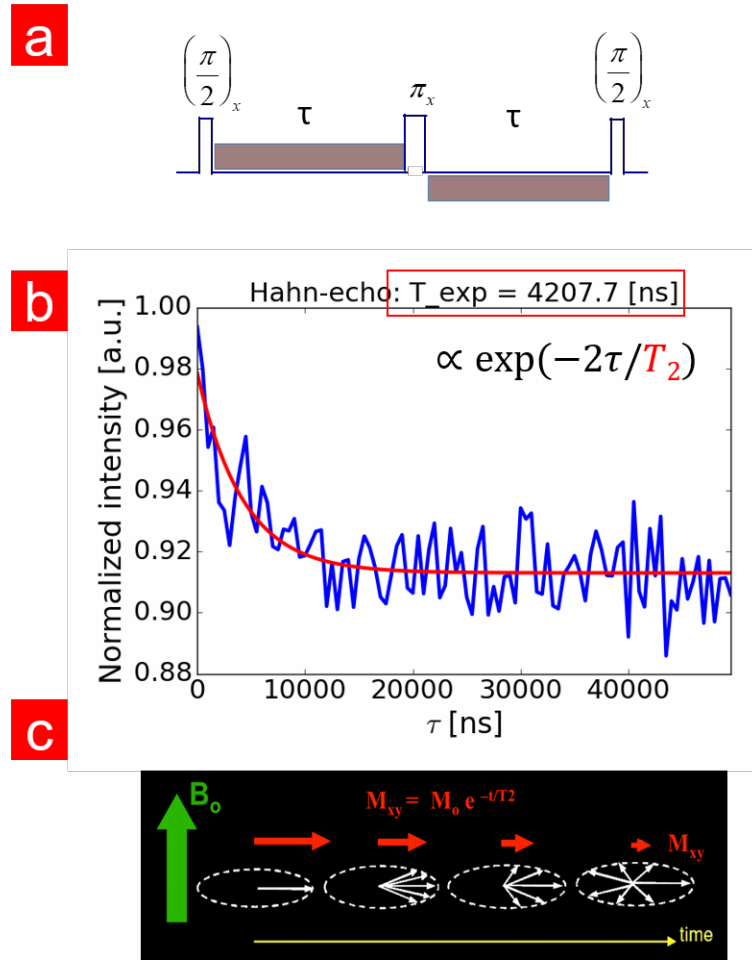 a
(π/2)x πx (π/2)x
τ τ
b
Hahn-echo: T_exp = 4207.7 [ns]
∝ exp(−2τ/T2)
Normalized intensity [a.u.]
1.00
0.98
0.96
0.94
0.92
0.90
0.88
0 10000 20000 30000 40000
τ [ns]
c
Bo
Mxy = Mo e –t/T2
Mxy
time